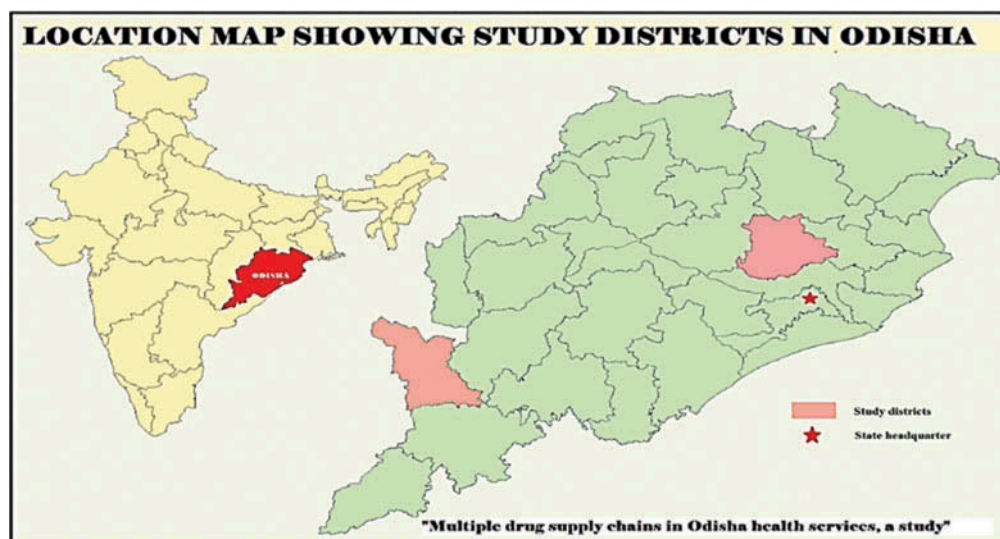 LOCATION MAP SHOWING STUDY DISTRICTS IN ODISHA
ODISHA
Study districts
State headquarter
"Multiple drug supply chains in Odisha health services, a study"